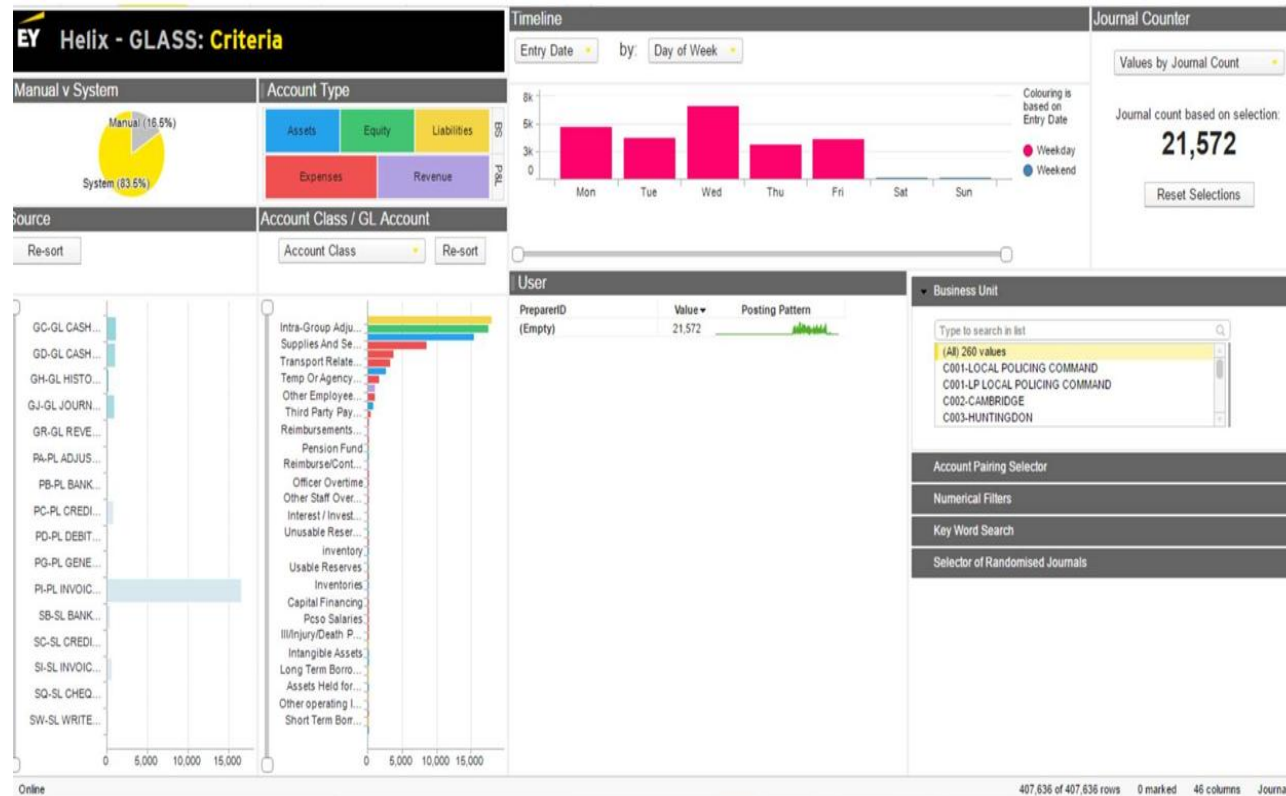 EY Helix - GLASS: Criteria
Manual v System
Manual (16.5%)
System (83.5%)
Account Type
Assets
Equity
Liabilities
BS
Expenses
Revenue
P&L
Source
Re-sort
GC-GL CASH...
GD-GL CASH...
GH-GL HISTO...
GJ-GL JOURN...
GR-GL REVE...
PA-PL ADJUS...
PB-PL BANK...
PC-PL CREDI...
PD-PL DEBIT...
PG-PL GENE...
PI-PL INVOIC...
SB-SL BANK...
SC-SL CREDI...
SI-SL INVOIC...
SQ-SL CHEQ...
SW-SL WRITE...
0 5,000 10,000 15,000
Account Class / GL Account
Account Class
Re-sort
Intra-Group Adju...
Supplies And Se...
Transport Relate...
Temp Or Agency...
Other Employee...
Third Party Pay...
Reimbursements...
Pension Fund
Reimburse/Cont...
Officer Overtime
Other Staff Over...
Interest / Invest...
Unusable Reser...
inventory
Usable Reserves
Inventories
Capital Financing
Pcso Salaries
Ill/Injury/Death P...
Intangible Assets
Long Term Borro...
Assets Held for...
Other operating I...
Short Term Borr...
0 5,000 10,000 15,000
Timeline
Entry Date by: Day of Week
8k
5k
3k
0
Mon Tue Wed Thu Fri Sat Sun
Colouring is
based on
Entry Date
Weekday
Weekend
Journal Counter
Values by Journal Count
Journal count based on selection:
21,572
Reset Selections
User
PreparerID Value Posting Pattern
(Empty) 21,572
Business Unit
Type to search in list
(All) 260 values
C001-LOCAL POLICING COMMAND
C001-LP LOCAL POLICING COMMAND
C002-CAMBRIDGE
C003-HUNTINGDON
Account Pairing Selector
Numerical Filters
Key Word Search
Selector of Randomised Journals
Online
407,636 of 407,636 rows 0 marked 46 columns Journa